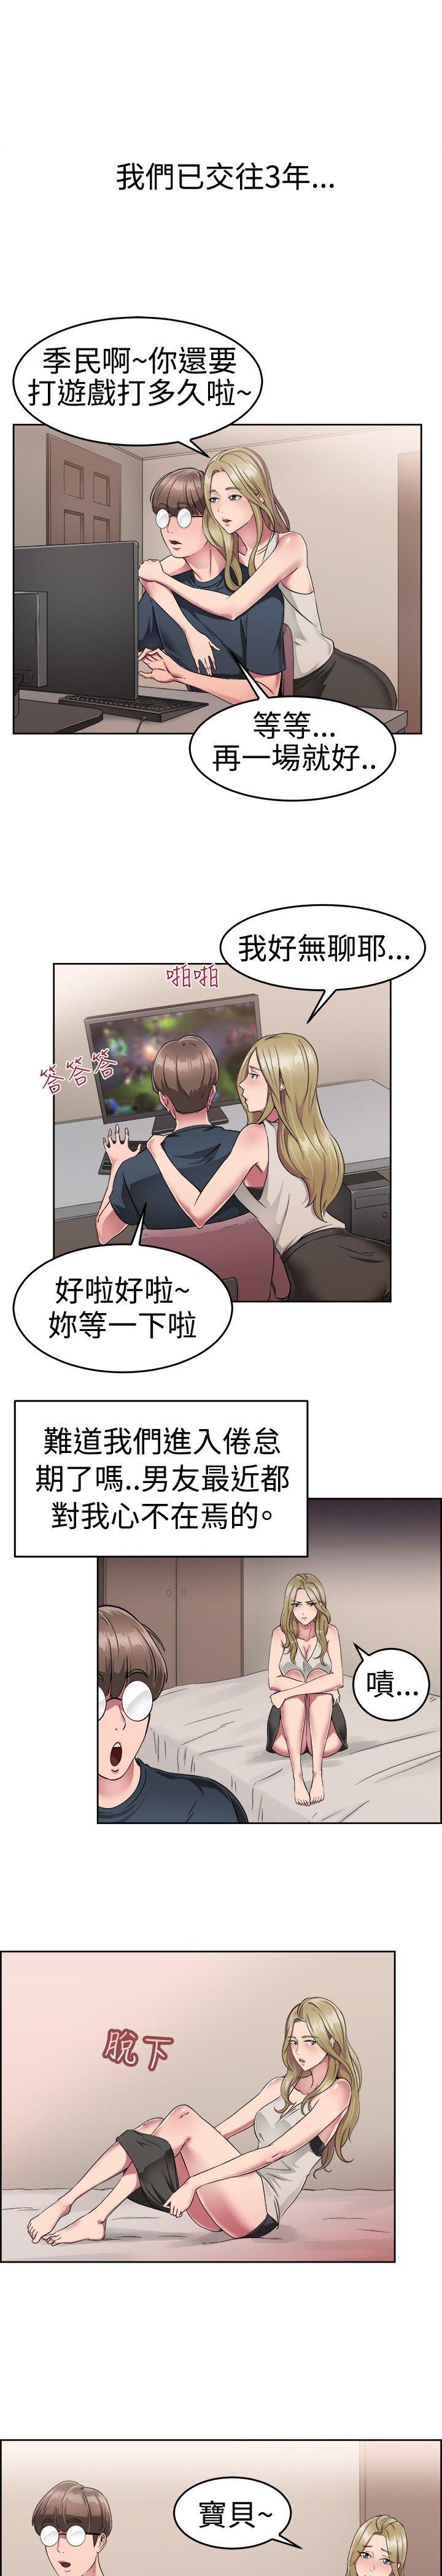 我們已交往3年...
季民啊~你還要
打遊戲打多久啦~
等等...
再一場就好..
我好無聊耶...
啪啪
答答答
好啦好啦~
妳等一下啦
難道我們進入倦怠
期了嗎..男友最近都
對我心不在焉的。
嘖...
脫下
寶貝~